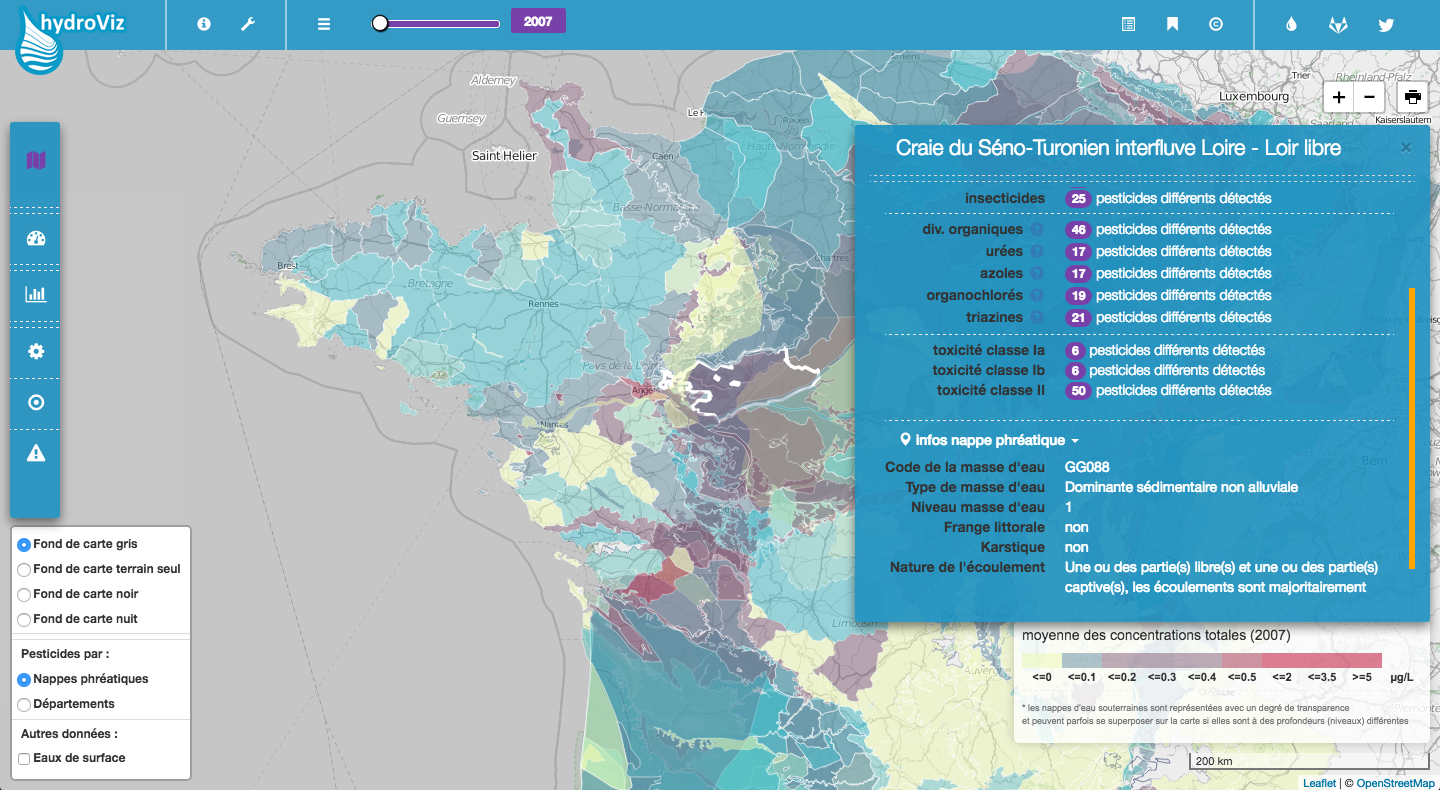 hydroViz
2007
Alderney
Guernsey
Saint Helier
Le H
Caen
Rouen
Amiens
Haute-Normandie
Basse-Normandie
Chartres
Brest
Bretagne
Rennes
Le Mans
Pays de la Loire
Angers
Nantes
Limousin
Auvergne
Luxembourg
Trier
Rheinland-Pfalz
Saarland
Kaiserslautern
Bern
+ −
Craie du Séno-Turonien interfluve Loire - Loir libre ×
insecticides 25 pesticides différents détectés
div. organiques ? 46 pesticides différents détectés
urées ? 17 pesticides différents détectés
azoles ? 17 pesticides différents détectés
organochlorés ? 19 pesticides différents détectés
triazines ? 21 pesticides différents détectés
toxicité classe Ia 6 pesticides différents détectés
toxicité classe Ib 6 pesticides différents détectés
toxicité classe II 50 pesticides différents détectés
infos nappe phréatique
Code de la masse d'eau GG088
Type de masse d'eau Dominante sédimentaire non alluviale
Niveau masse d'eau 1
Frange littorale non
Karstique non
Nature de l'écoulement Une ou des partie(s) libre(s) et une ou des partie(s)
captive(s), les écoulements sont majoritairement
Fond de carte gris
Fond de carte terrain seul
Fond de carte noir
Fond de carte nuit
Pesticides par :
Nappes phréatiques
Départements
Autres données :
Eaux de surface
moyenne des concentrations totales (2007)
<=0 <=0.1 <=0.2 <=0.3 <=0.4 <=0.5 <=2 <=3.5 >=5 µg/L
* les nappes d'eau souterraines sont représentées avec un degré de transparence
et peuvent parfois se superposer sur la carte si elles sont à des profondeurs (niveaux) différentes
200 km
Leaflet | © OpenStreetMap